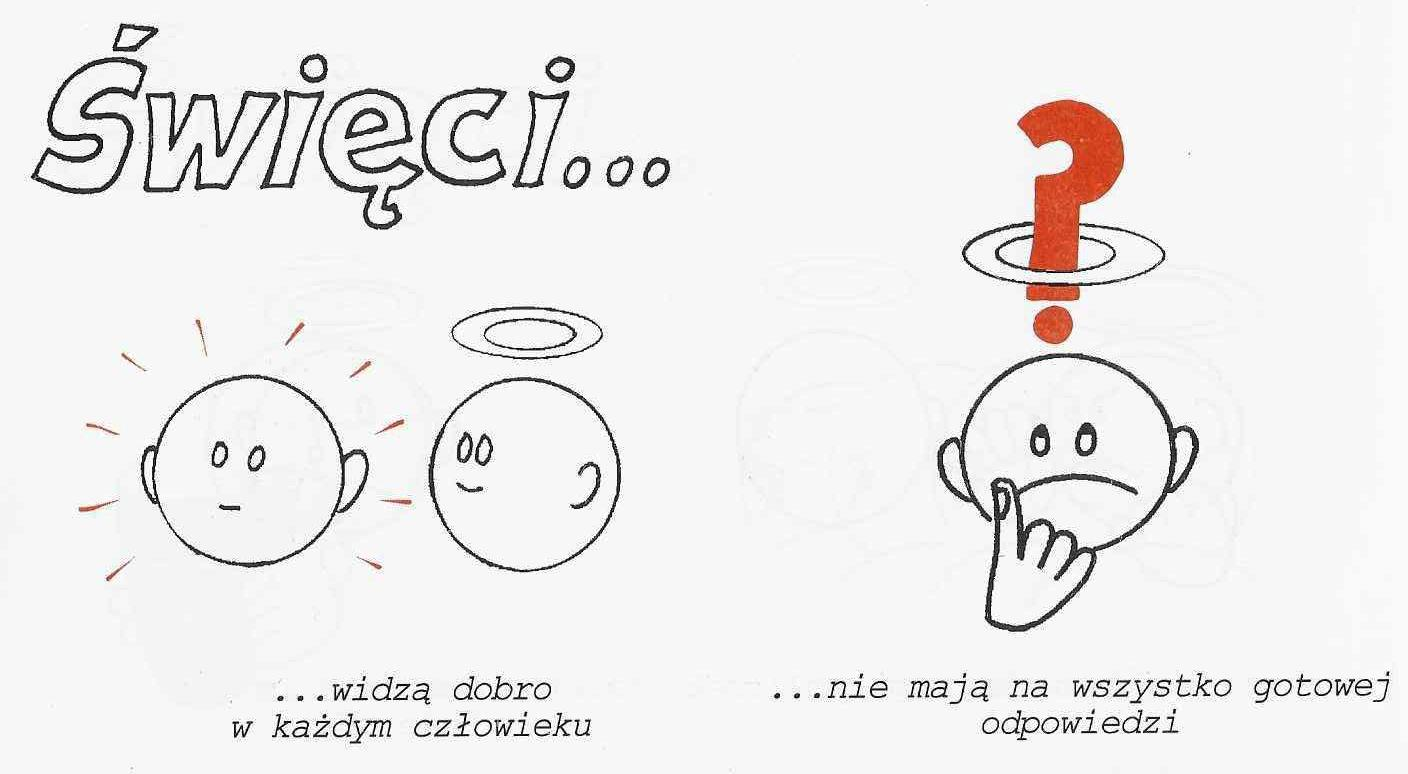 Święci...
...widzą dobro
w każdym człowieku
?
...nie mają na wszystko gotowej
odpowiedzi